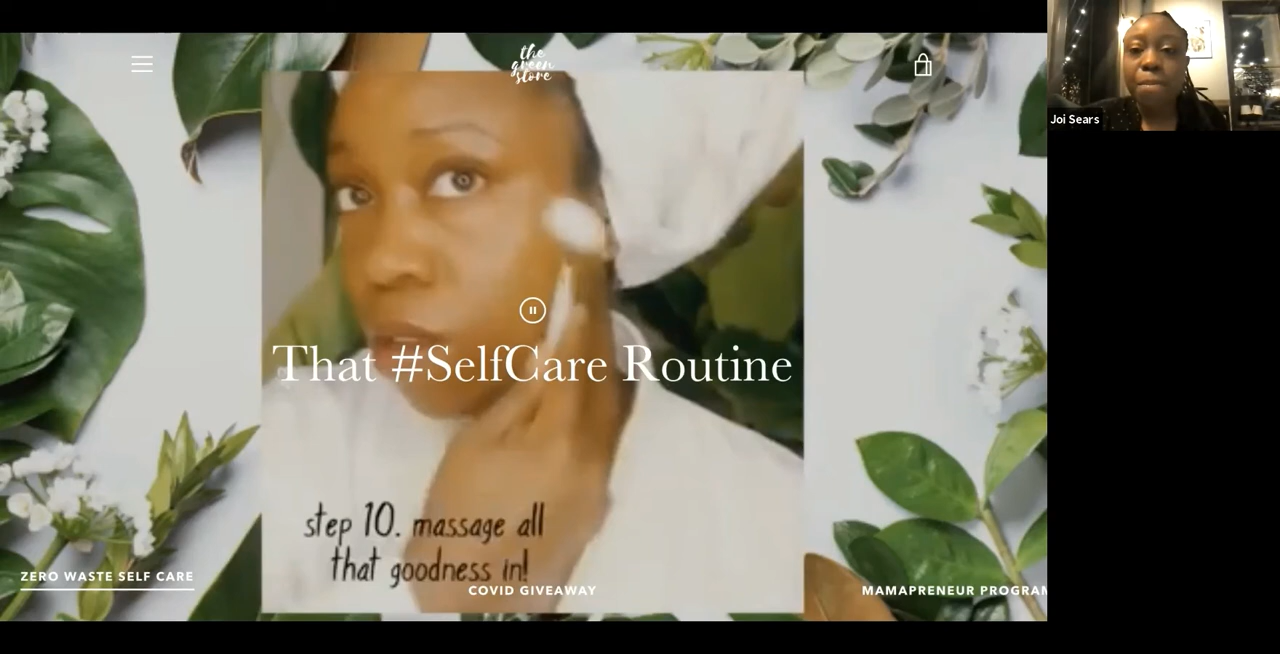 the
green
store
Joi Sears
That #SelfCare Routine
step 10. massage all
that goodness in!
ZERO WASTE SELF CARE
COVID GIVEAWAY
MAMAPRENEUR PROGRAM